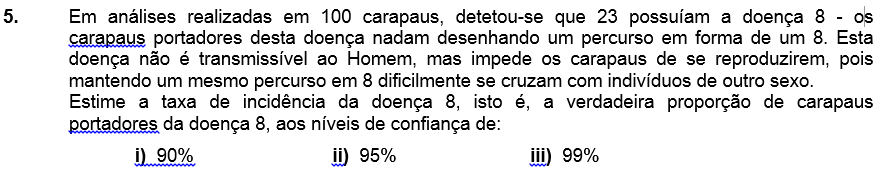 5. Em análises realizadas em 100 carapaus, detetou-se que 23 possuíam a doença 8 - os
carapaus portadores desta doença nadam desenhando um percurso em forma de um 8. Esta
doença não é transmissível ao Homem, mas impede os carapaus de se reproduzirem, pois
mantendo um mesmo percurso em 8 dificilmente se cruzam com indivíduos de outro sexo.
Estime a taxa de incidência da doença 8, isto é, a verdadeira proporção de carapaus
portadores da doença 8, aos níveis de confiança de:
i) 90% ii) 95% iii) 99%